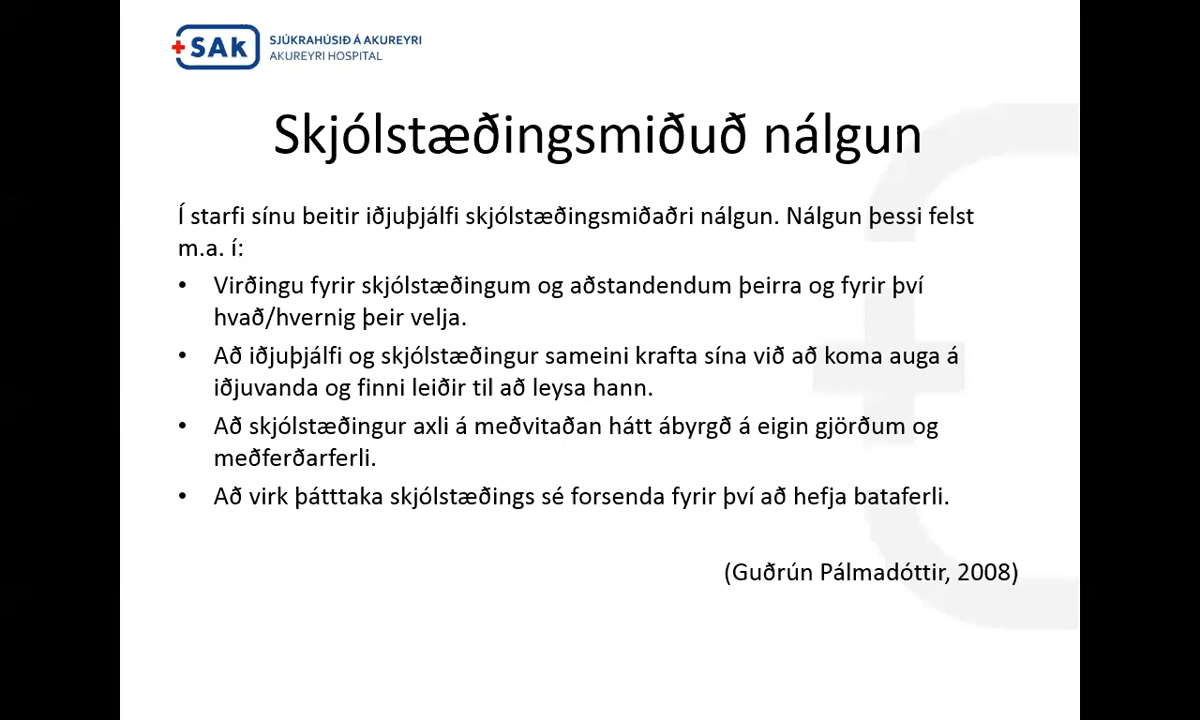 SAk
SJÚKRAHÚSIÐ Á AKUREYRI
AKUREYRI HOSPITAL
Skjólstæðingsmiðuð nálgun
Í starfi sínu beitir iðjuþjálfi skjólstæðingsmiðaðri nálgun. Nálgun þessi felst
m.a. í:
• Virðingu fyrir skjólstæðingum og aðstandendum þeirra og fyrir því
hvað/hvernig þeir velja.
• Að iðjuþjálfi og skjólstæðingur sameini krafta sína við að koma auga á
iðjuvanda og finni leiðir til að leysa hann.
• Að skjólstæðingur axli á meðvitaðan hátt ábyrgð á eigin gjörðum og
meðferðarferli.
• Að virk þátttaka skjólstæðings sé forsenda fyrir því að hefja bataferli.
(Guðrún Pálmadóttir, 2008)